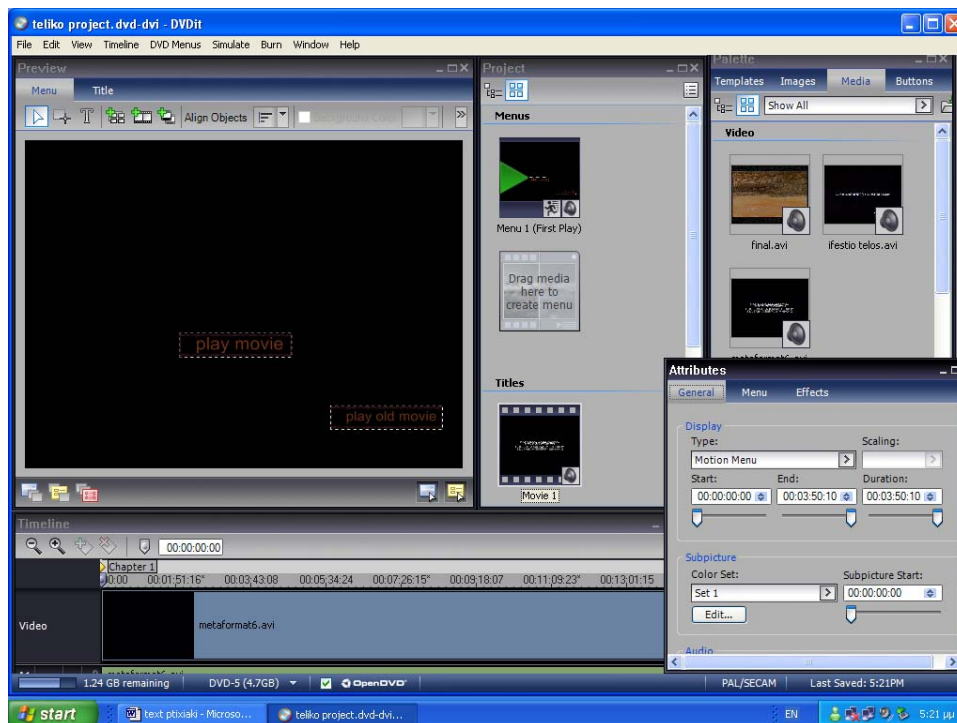 teliko project.dvd-dvi - DVDit
File Edit View Timeline DVD Menus Simulate Burn Window Help
Preview
Menu Title
Align Objects Background Color
play movie
play old movie
Project
Menus
Menu 1 (First Play)
Drag media
here to
create menu
Titles
Movie 1
Palette
Templates Images Media Buttons
Show All
Video
final.avi ifestio telos.avi
metaformat6.avi
Attributes
General Menu Effects
Display
Type: Scaling:
Motion Menu
Start: End: Duration:
00:00:00:00 00:03:50:10 00:03:50:10
Subpicture
Color Set: Subpicture Start:
Set 1 00:00:00:00
Edit...
Audio
Timeline
00:00:00:00
Chapter 1
00:01;51:16" 00:03;43:08 00:05;34:24 00:07;26:15" 00:09;18:07 00:11;09:23" 00:13;01:15
Video metaformat6.avi
1.24 GB remaining DVD-5 (4.7GB) OpenDVD PAL/SECAM Last Saved: 5:21PM
start text ptixiaki - Microso... teliko project.dvd-dvi... EN 5:21 μμ